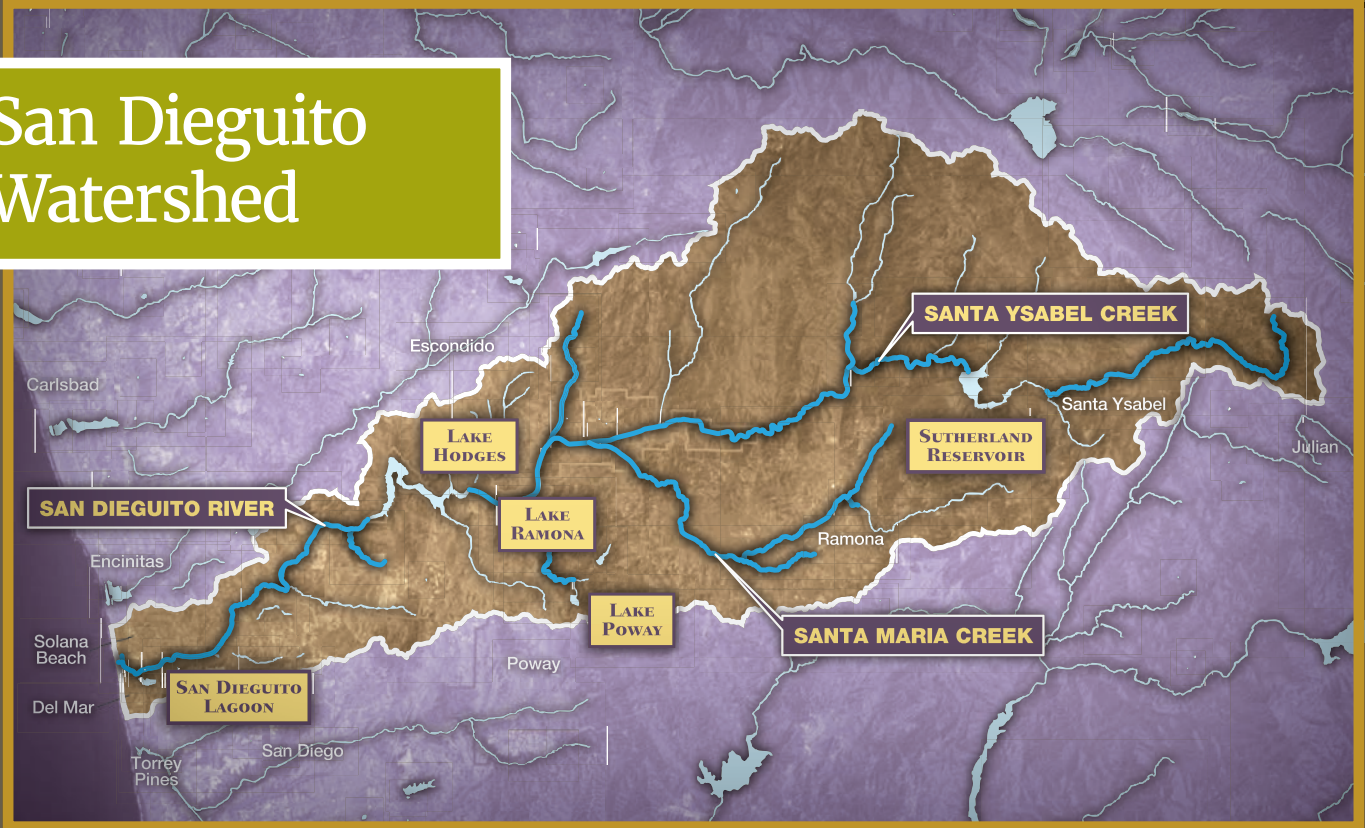 San Dieguito
Watershed
SANTA YSABEL CREEK
Escondido
Carlsbad
Santa Ysabel
LAKE
HODGES
SUTHERLAND
RESERVOIR
Julian
SAN DIEGUITO RIVER
LAKE
RAMONA
Ramona
Encinitas
LAKE
POWAY
SANTA MARIA CREEK
Solana
Beach
Poway
SAN DIEGUITO
LAGOON
Del Mar
San Diego
Torrey
Pines